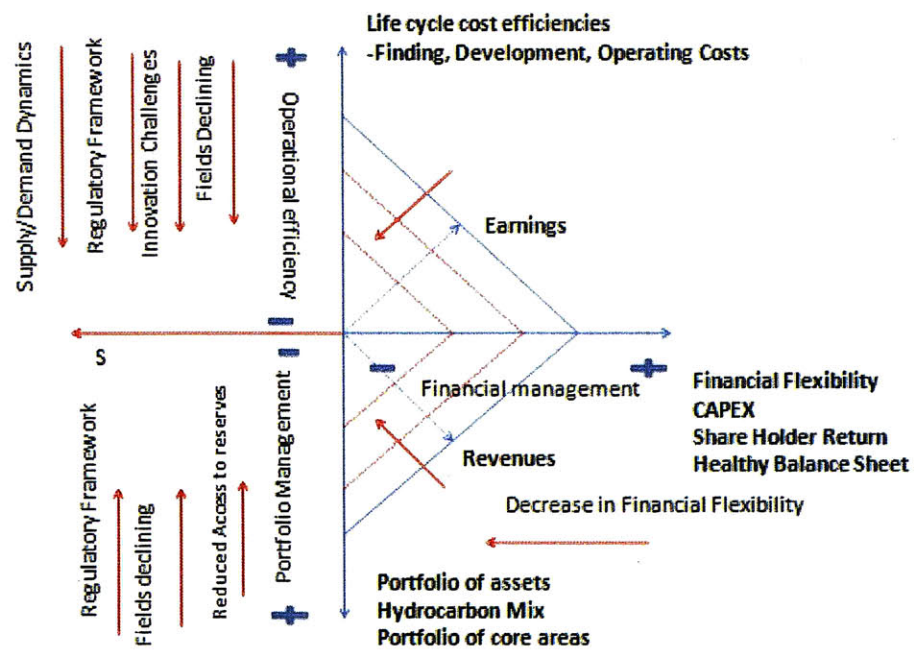 Life cycle cost efficiencies
-Finding, Development, Operating Costs
Supply/Demand Dynamics
Regulatory Framework
Innovation Challenges
Fields Declining
Operational efficiency
+
Earnings
-
-
-
+
S
Financial management
Financial Flexibility
CAPEX
Share Holder Return
Healthy Balance Sheet
Regulatory Framework
Fields declining
Reduced Access to reserves
Portfolio Management
+
Revenues
Decrease in Financial Flexibility
Portfolio of assets
Hydrocarbon Mix
Portfolio of core areas